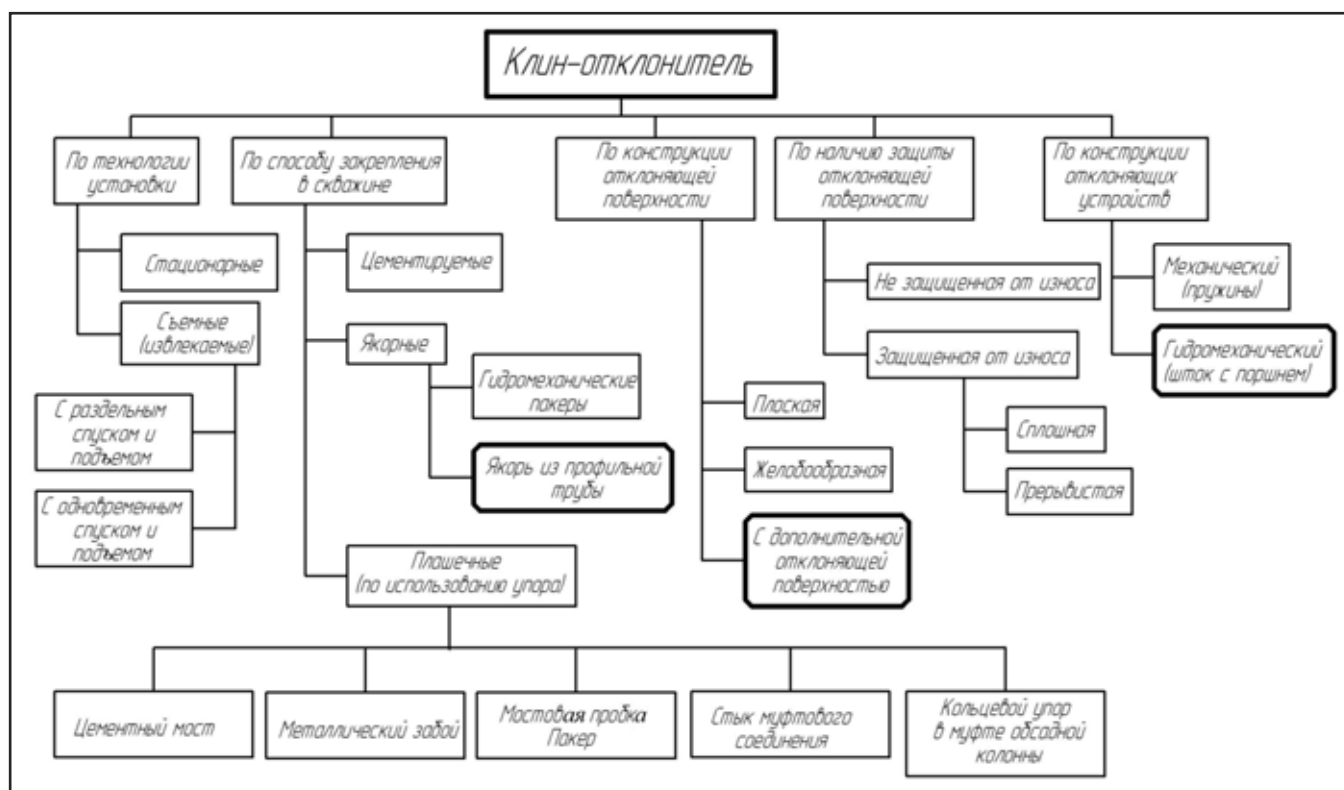 Клин-отклонитель
По технологии
установки
По способу закрепления
в скважине
По конструкции
отклоняющей
поверхности
По наличию защиты
отклоняющей
поверхности
По конструкции
отклоняющих
устройств
Стационарные
Съемные
(извлекаемые)
С раздельным
спуском и
подъемом
С одновременным
спуском и
подъемом
Цементируемые
Якорные
Гидромеханические
пакеры
Якорь из профильной
трубы
Плашечные
(по использованию упора)
Цементный мост
Металлический забой
Мостовая пробка
Пакер
Стык муфтового
соединения
Кольцевой упор
в муфте обсадной
колонны
Плоская
Желобообразная
С дополнительной
отклоняющей
поверхностью
Не защищенная от износа
Защищенная от износа
Сплошная
Прерывистая
Механический
(пружины)
Гидромеханический
(шток с поршнем)